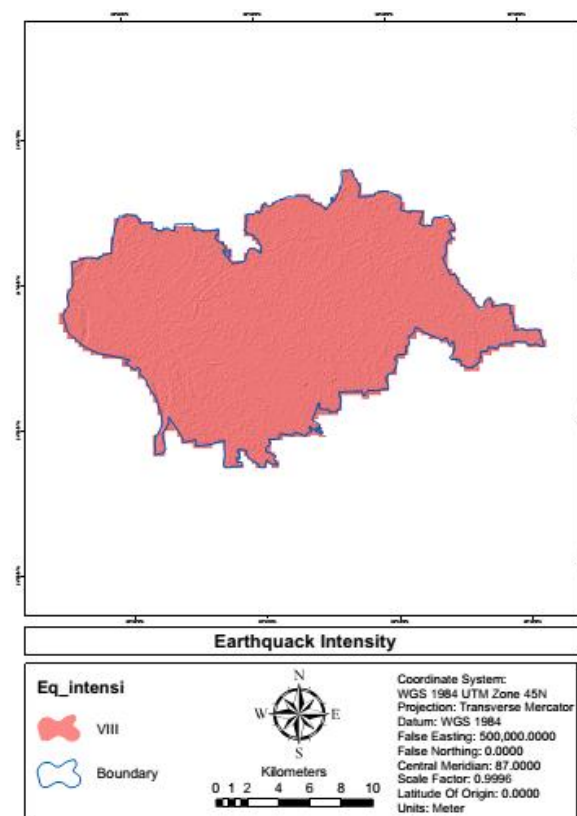 Earthquack Intensity
Eq_intensi
VIII
Boundary
N
W
E
S
Kilometers
0 1 2 4 6 8 10
Coordinate System:
WGS 1984 UTM Zone 45N
Projection: Transverse Mercator
Datum: WGS 1984
False Easting: 500,000.0000
False Northing: 0.0000
Central Meridian: 87.0000
Scale Factor: 0.9996
Latitude Of Origin: 0.0000
Units: Meter